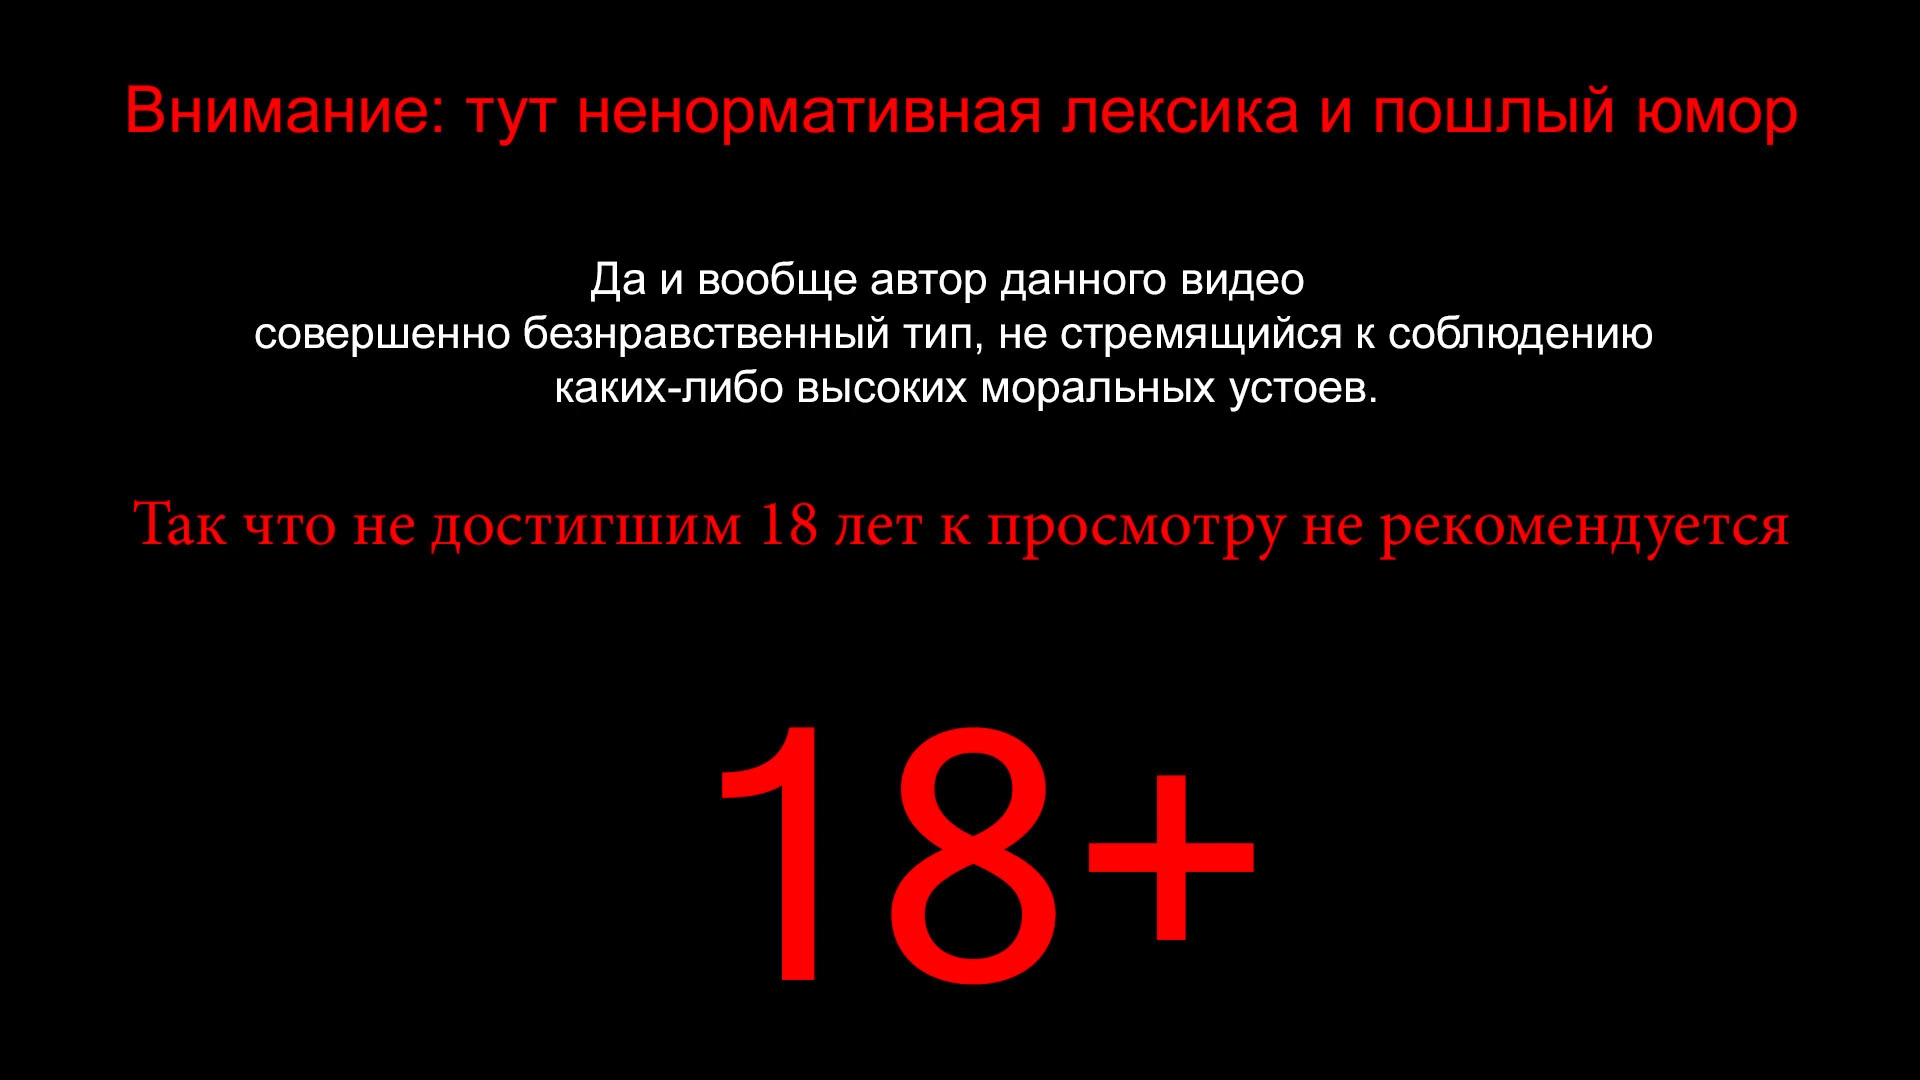 Внимание: тут ненормативная лексика и пошлый юмор
Да и вообще автор данного видео
совершенно безнравственный тип, не стремящийся к соблюдению
каких-либо высоких моральных устоев.
Так что не достигшим 18 лет к просмотру не рекомендуется
18+